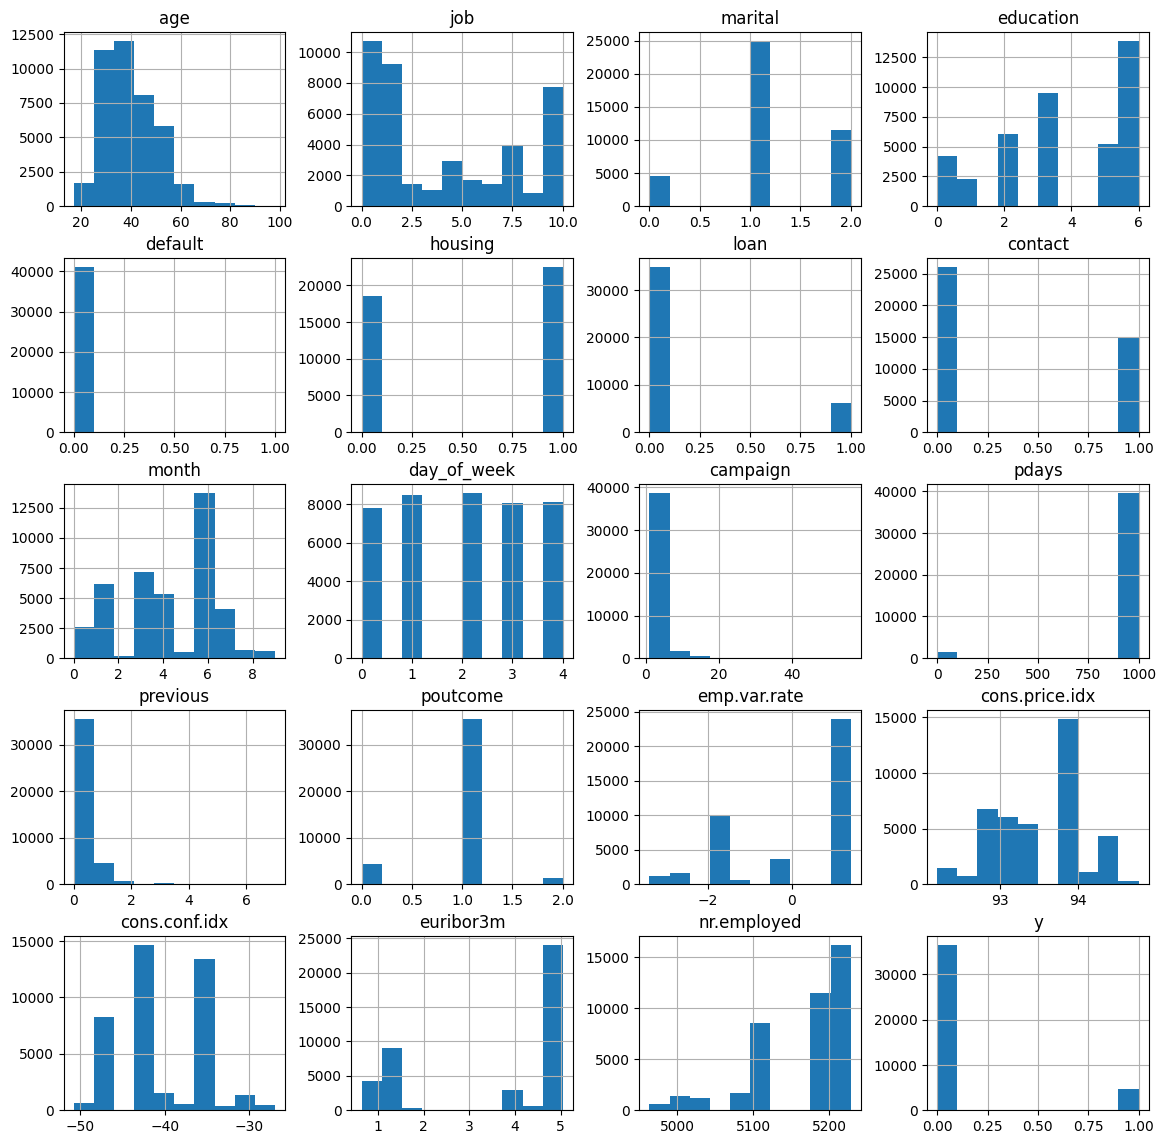 age job marital education
12500 10000 7500 5000 2500 0
20 40 60 80 100
10000 8000 6000 4000 2000 0
0.0 2.5 5.0 7.5 10.0
25000 20000 15000 10000 5000 0
0.0 0.5 1.0 1.5 2.0
12500 10000 7500 5000 2500 0
0 2 4 6
default housing loan contact
40000 30000 20000 10000 0
0.00 0.25 0.50 0.75 1.00
20000 15000 10000 5000 0
0.00 0.25 0.50 0.75 1.00
30000 20000 10000 0
0.00 0.25 0.50 0.75 1.00
25000 20000 15000 10000 5000 0
0.00 0.25 0.50 0.75 1.00
month day_of_week campaign pdays
12500 10000 7500 5000 2500 0
0 2 4 6 8
8000 6000 4000 2000 0
0 1 2 3 4
40000 30000 20000 10000 0
0 20 40
40000 30000 20000 10000 0
0 250 500 750 1000
previous poutcome emp.var.rate cons.price.idx
30000 20000 10000 0
0 2 4 6
30000 20000 10000 0
0.0 0.5 1.0 1.5 2.0
25000 20000 15000 10000 5000 0
−2 0
15000 10000 5000 0
93 94
cons.conf.idx euribor3m nr.employed y
15000 10000 5000 0
−50 −40 −30
25000 20000 15000 10000 5000 0
1 2 3 4 5
15000 10000 5000 0
5000 5100 5200
30000 20000 10000 0
0.00 0.25 0.50 0.75 1.00